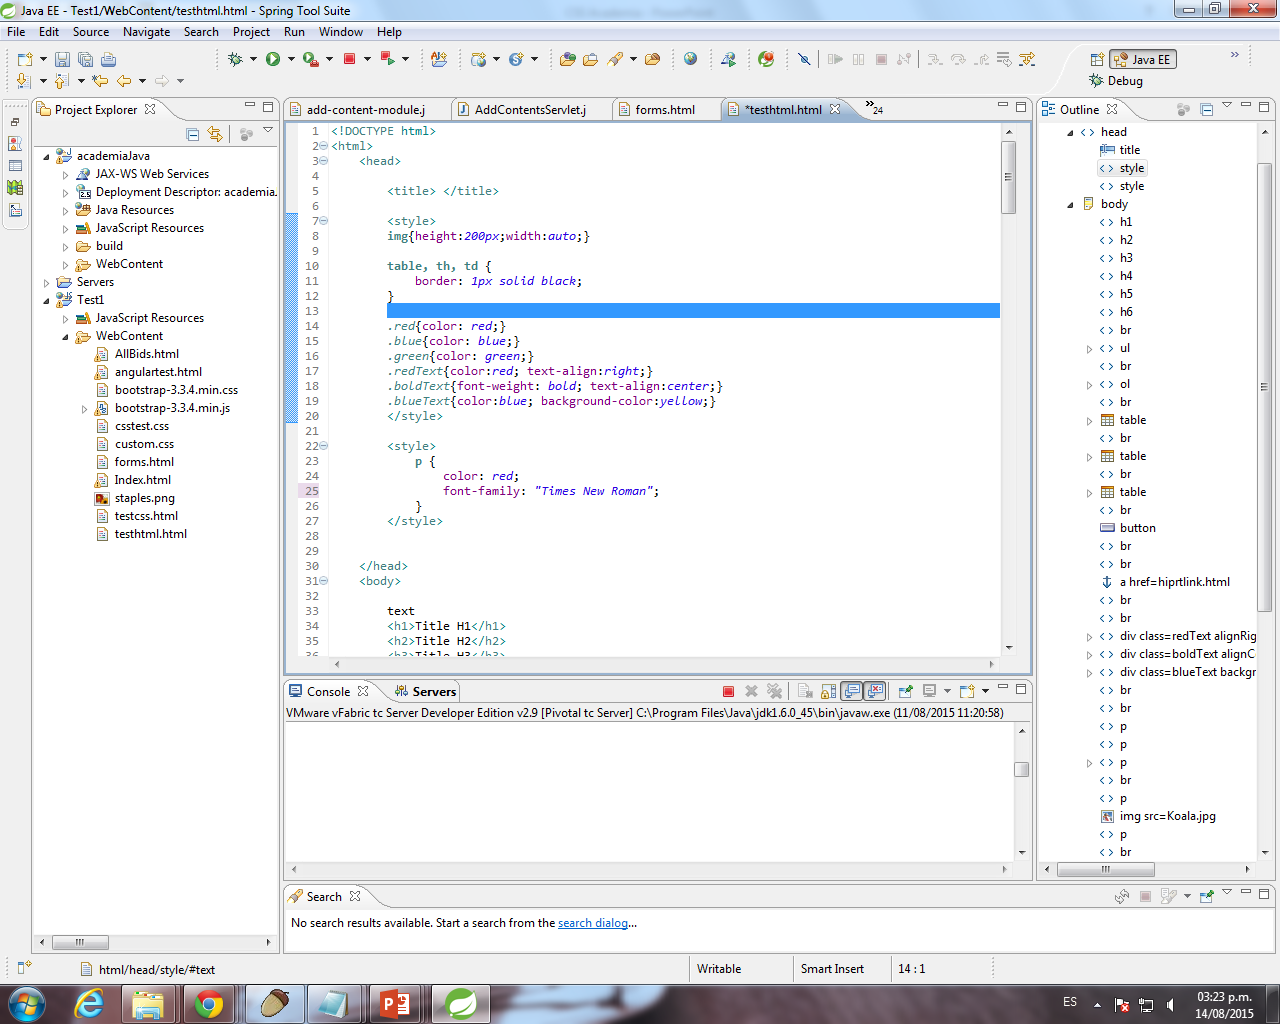 Java EE - Test1/WebContent/testhtml.html - Spring Tool Suite
File Edit Source Navigate Search Project Run Window Help
Java EE
Debug
Project Explorer
academiaJava
JAX-WS Web Services
Deployment Descriptor: academia.
Java Resources
JavaScript Resources
build
WebContent
Servers
Test1
JavaScript Resources
WebContent
AllBids.html
angulartest.html
bootstrap-3.3.4.min.css
bootstrap-3.3.4.min.js
csstest.css
custom.css
forms.html
Index.html
staples.png
testcss.html
testhtml.html
add-content-module.j AddContentsServlet.j forms.html *testhtml.html »24
1 <!DOCTYPE html>
2 <html>
3 <head>
4
5 <title> </title>
6
7 <style>
8 img{height:200px;width:auto;}
9
10 table, th, td {
11 border: 1px solid black;
12 }
13
14 .red{color: red;}
15 .blue{color: blue;}
16 .green{color: green;}
17 .redText{color:red; text-align:right;}
18 .boldText{font-weight: bold; text-align:center;}
19 .blueText{color:blue; background-color:yellow;}
20 </style>
21
22 <style>
23 p {
24 color: red;
25 font-family: "Times New Roman";
26 }
27 </style>
28
29
30 </head>
31 <body>
32
33 text
34 <h1>Title H1</h1>
35 <h2>Title H2</h2>
36 <h3>Title H3</h3>
Outline
head
title
style
style
body
h1
h2
h3
h4
h5
h6
br
ul
br
ol
br
table
br
table
br
table
br
button
br
br
a href=hiprtlink.html
br
br
div class=redText alignRig
div class=boldText alignC
div class=blueText backgr
br
br
p
p
p
br
p
img src=Koala.jpg
p
br
Console Servers
VMware vFabric tc Server Developer Edition v2.9 [Pivotal tc Server] C:\Program Files\Java\jdk1.6.0_45\bin\javaw.exe (11/08/2015 11:20:58)
Search
No search results available. Start a search from the search dialog...
html/head/style/#text Writable Smart Insert 14 : 1
ES 03:23 p.m.
14/08/2015